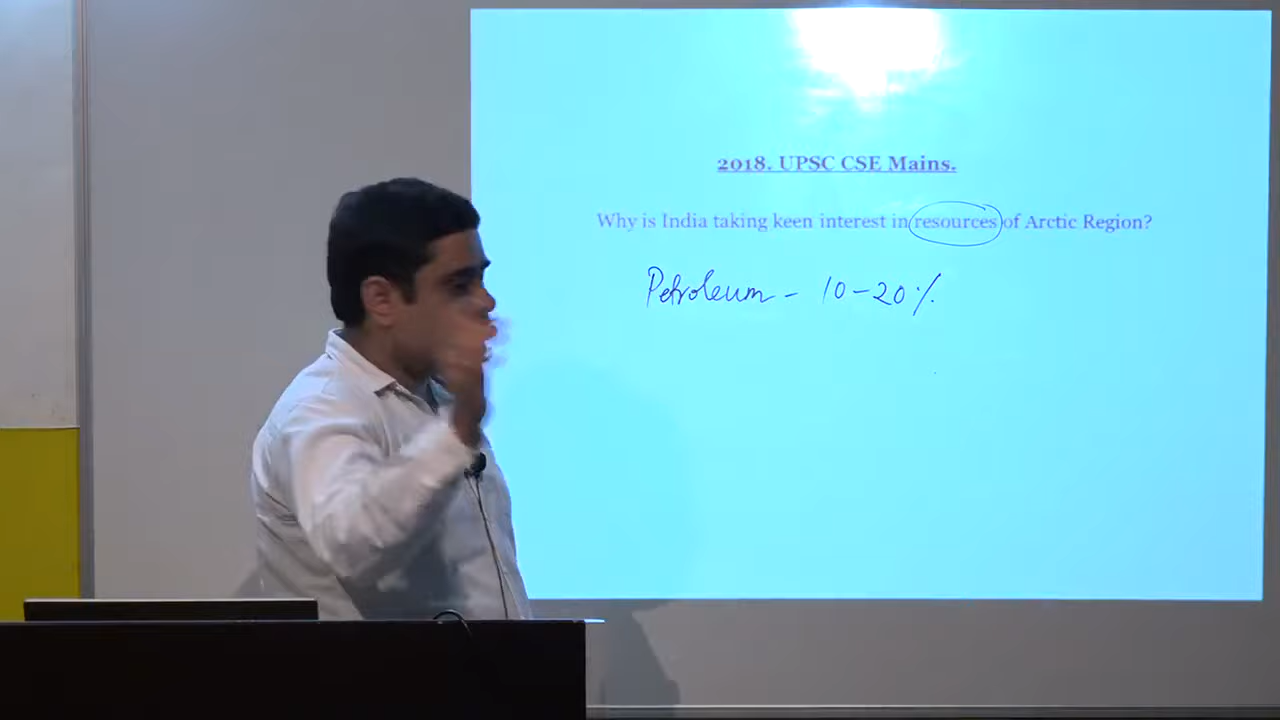 2018. UPSC CSE Mains.
Why is India taking keen interest in resources of Arctic Region?
Petroleum - 10-20%